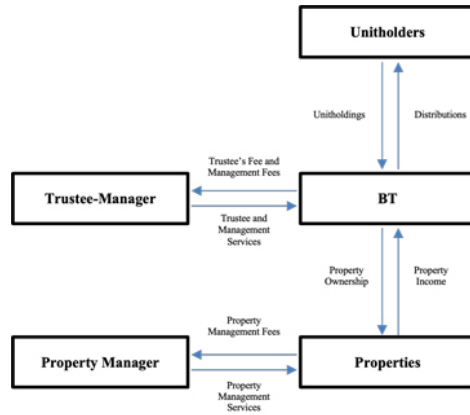 Unitholders
Unitholdings
Distributions
Trustee's Fee and
Management Fees
Trustee-Manager
BT
Trustee and
Management
Services
Property
Ownership
Property
Income
Property
Management Fees
Property Manager
Properties
Property
Management
Services